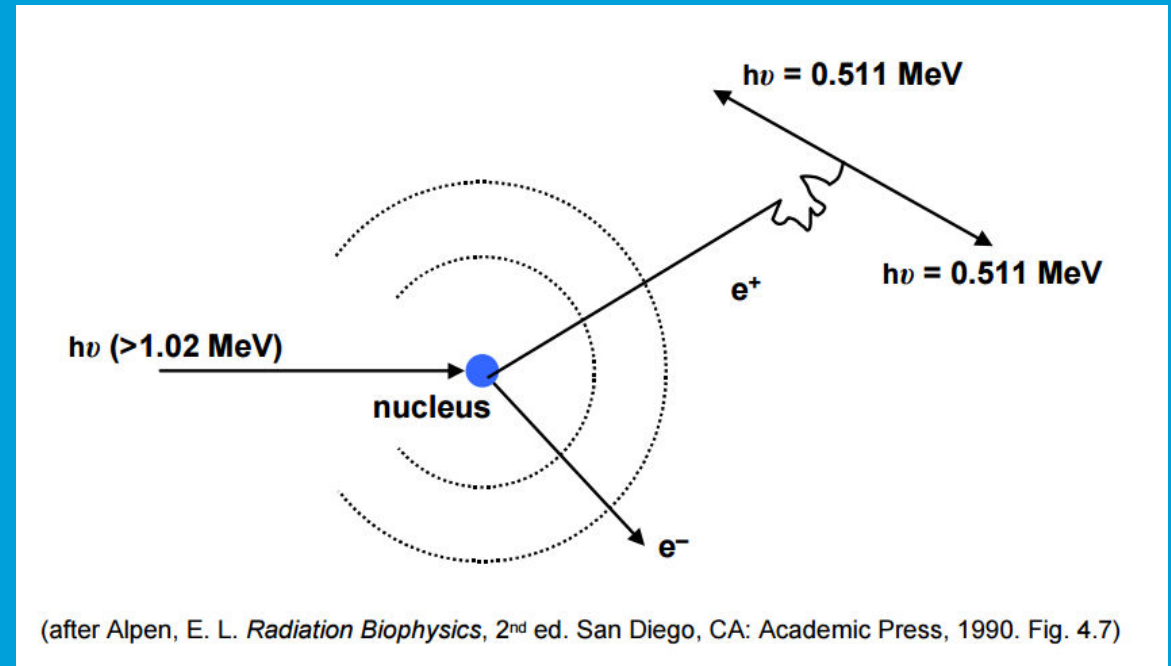 hυ = 0.511 MeV
hυ = 0.511 MeV
e⁺
hυ (>1.02 MeV)
nucleus
e⁻
(after Alpen, E. L. Radiation Biophysics, 2nd ed. San Diego, CA: Academic Press, 1990. Fig. 4.7)